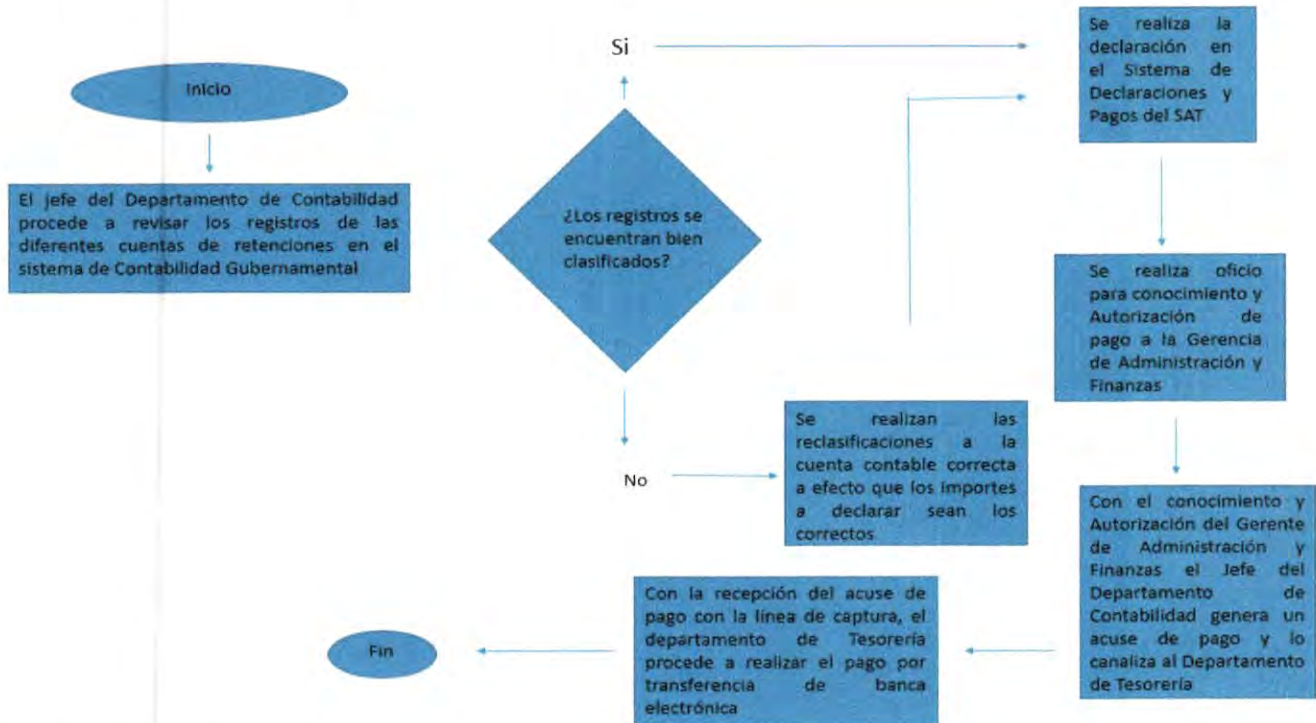 Inicio
El jefe del Departamento de Contabilidad
procede a revisar los registros de las
diferentes cuentas de retenciones en el
sistema de Contabilidad Gubernamental
¿Los registros se
encuentran bien
clasificados?
Si
No
Se realizan las
reclasificaciones a la
cuenta contable correcta
a efecto que los importes
a declarar sean los
correctos
Se realiza la
declaración en
el Sistema de
Declaraciones y
Pagos del SAT
Se realiza oficio
para conocimiento y
Autorización de
pago a la Gerencia
de Administración y
Finanzas
Con el conocimiento y
Autorización del Gerente
de Administración y
Finanzas el Jefe del
Departamento de
Contabilidad genera un
acuse de pago y lo
canaliza al Departamento
de Tesorería
Con la recepción del acuse de
pago con la línea de captura, el
departamento de Tesorería
procede a realizar el pago por
transferencia de banca
electrónica
Fin